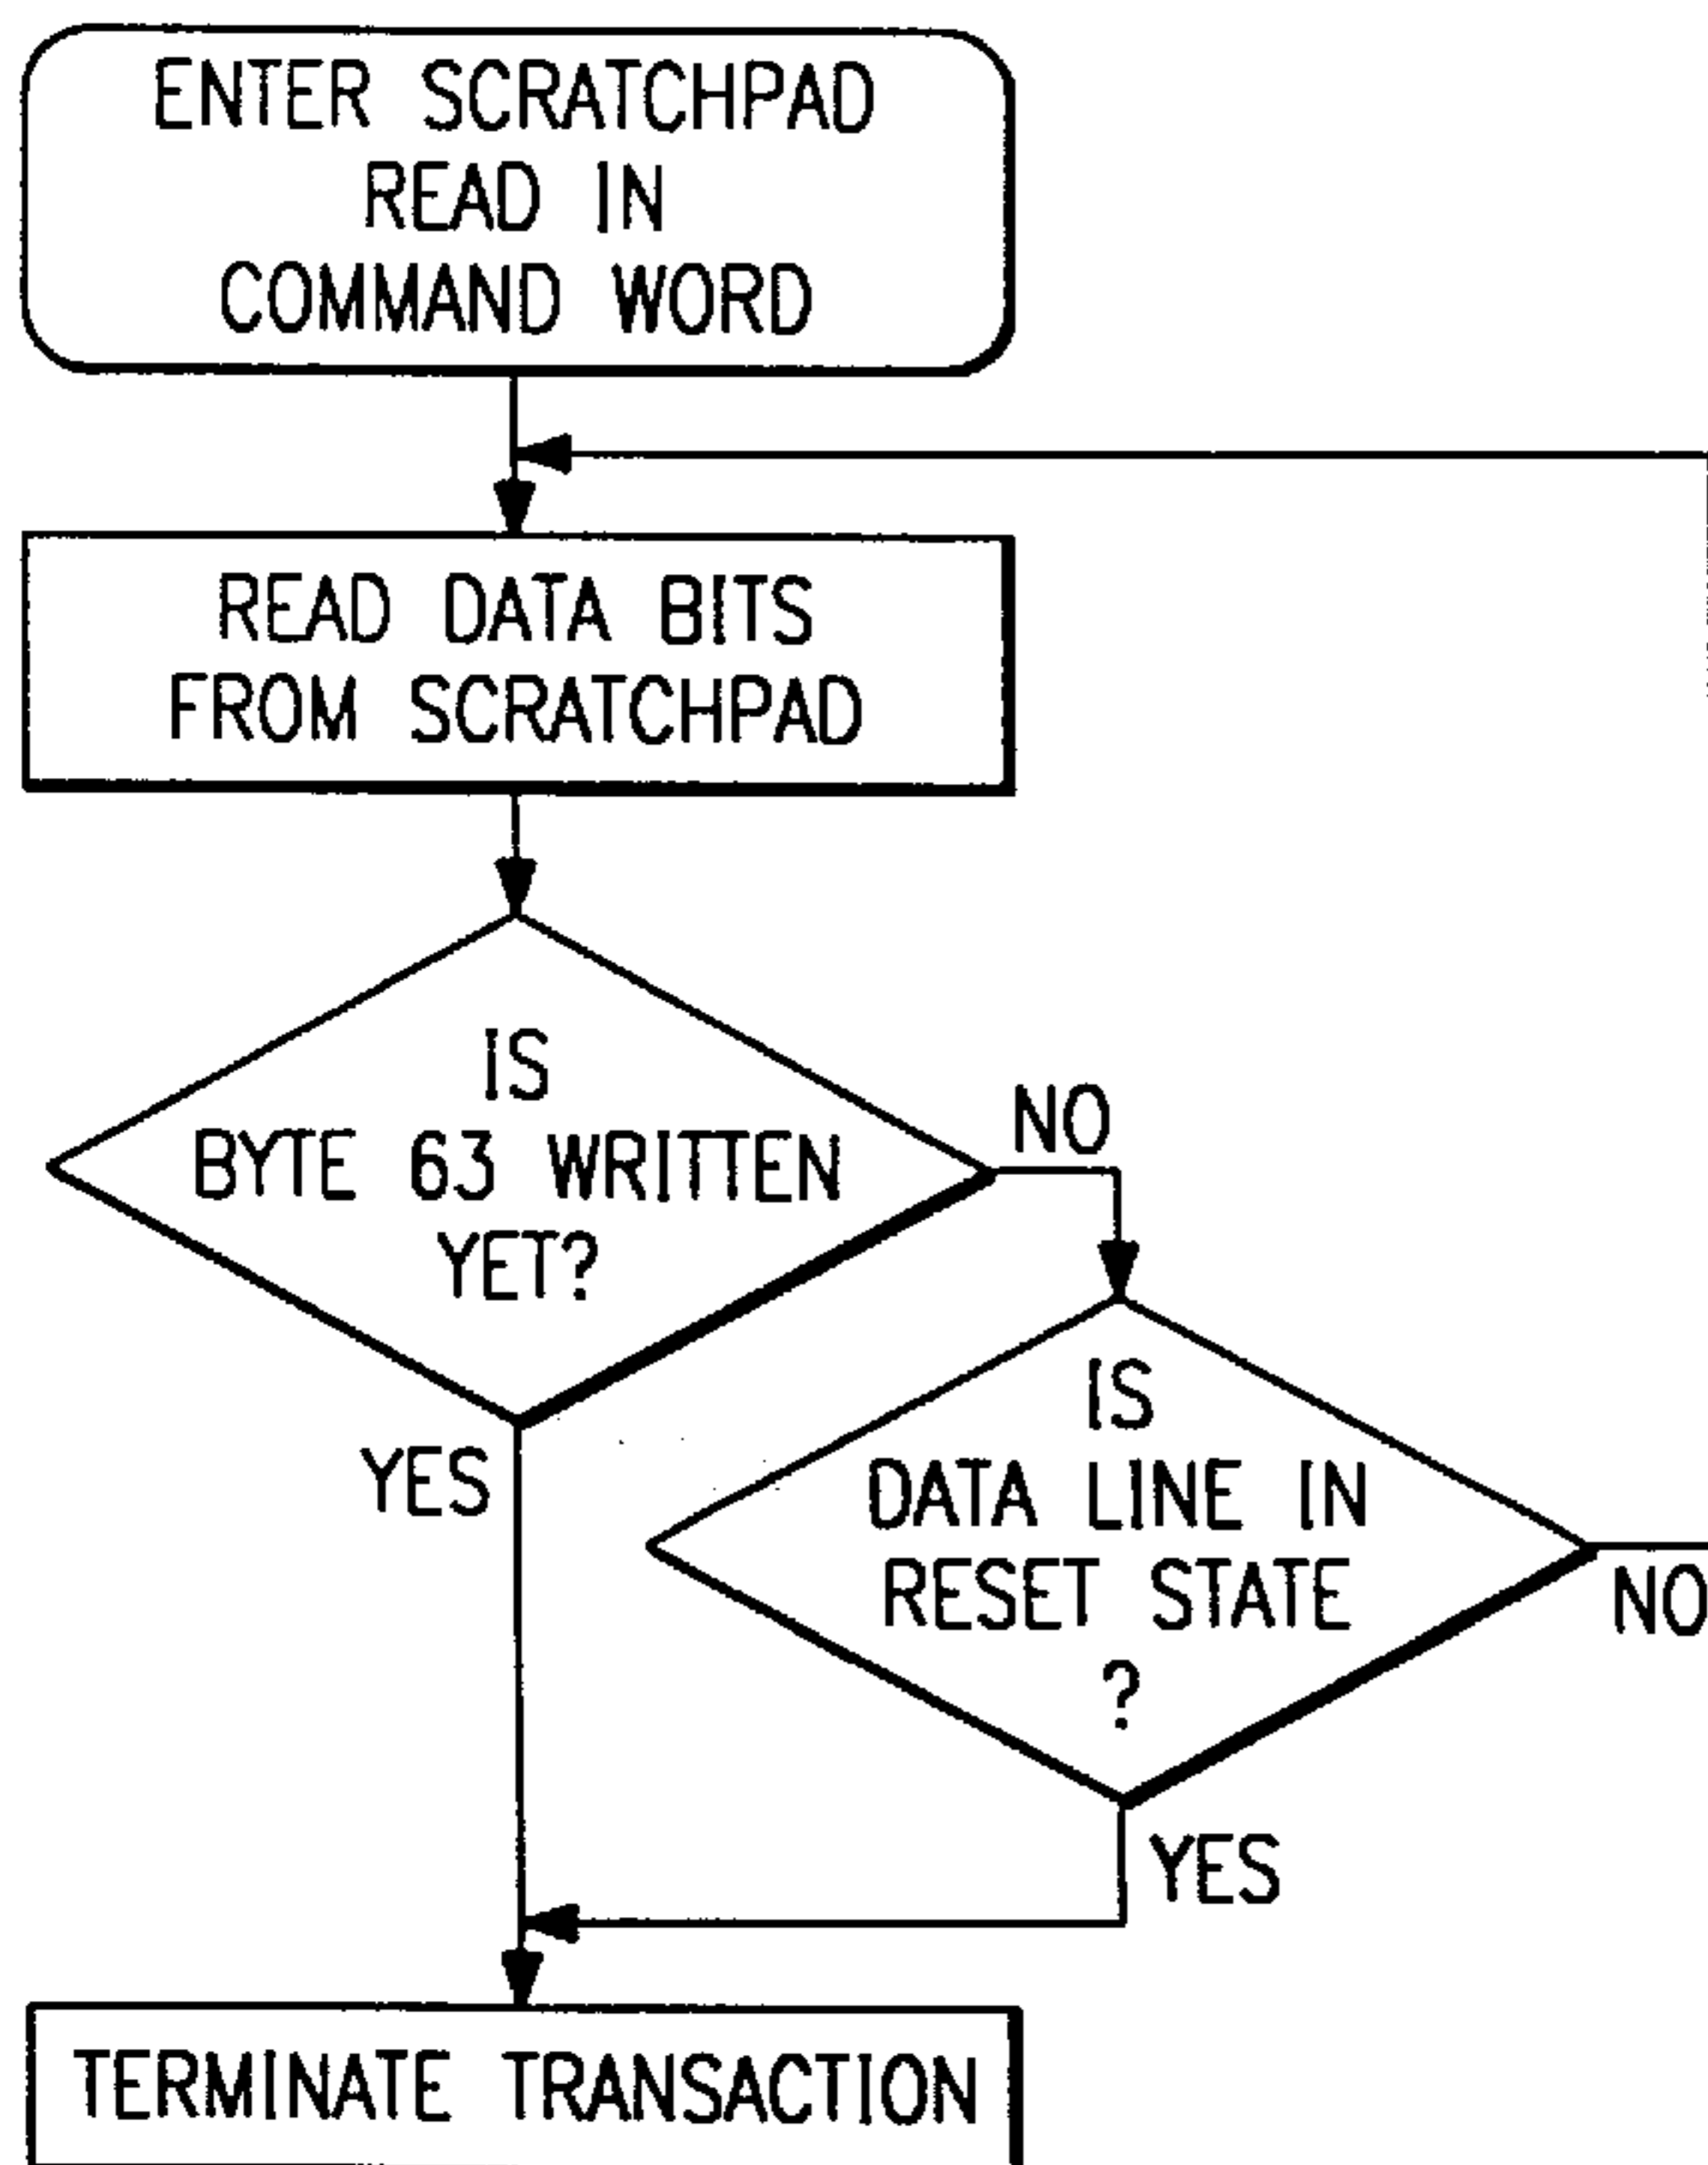 ENTER SCRATCHPAD
READ IN
COMMAND WORD
READ DATA BITS
FROM SCRATCHPAD
IS
BYTE 63 WRITTEN
YET?
NO
YES
IS
DATA LINE IN
RESET STATE
?
NO
YES
TERMINATE TRANSACTION